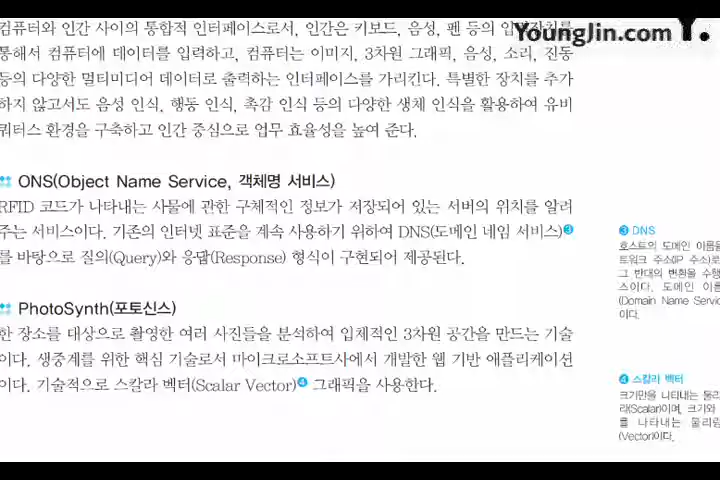 YoungJin.com Y.
컴퓨터와 인간 사이의 통합적 인터페이스로서, 인간은 키보드, 음성, 펜 등의
통해서 컴퓨터에 데이터를 입력하고, 컴퓨터는 이미지, 3차원 그래픽, 음성, 소리, 진동
등의 다양한 멀티미디어 데이터로 출력하는 인터페이스를 가리킨다. 특별한 장치를 추가
하지 않고서도 음성 인식, 행동 인식, 촉감 인식 등의 다양한 생체 인식을 활용하여 유비
쿼터스 환경을 구축하고 인간 중심으로 업무 효율성을 높여 준다.
ONS(Object Name Service, 객체명 서비스)
RFID 코드가 나타내는 사물에 관한 구체적인 정보가 저장되어 있는 서버의 위치를 알려
주는 서비스이다. 기존의 인터넷 표준을 계속 사용하기 위하여 DNS(도메인 네임 서비스)❸
를 바탕으로 질의(Query)와 응답(Response) 형식이 구현되어 제공된다.
PhotoSynth(포토신스)
한 장소를 대상으로 촬영한 여러 사진들을 분석하여 입체적인 3차원 공간을 만드는 기술
이다. 생중계를 위한 핵심 기술로서 마이크로소프트사에서 개발한 웹 기반 애플리케이션
이다. 기술적으로 스칼라 벡터(Scalar Vector)❹ 그래픽을 사용한다.
❸ DNS
호스트의 도메인 이름을
트워크 주소(IP 주소)로
그 반대의 변환을 수행
스이다. 도메인 이름
(Domain Name Service
이다.
❹ 스칼라 벡터
크기만을 나타내는 물리
라(Scalar)이며, 크기와
를 나타내는 물리량
(Vector)이다.